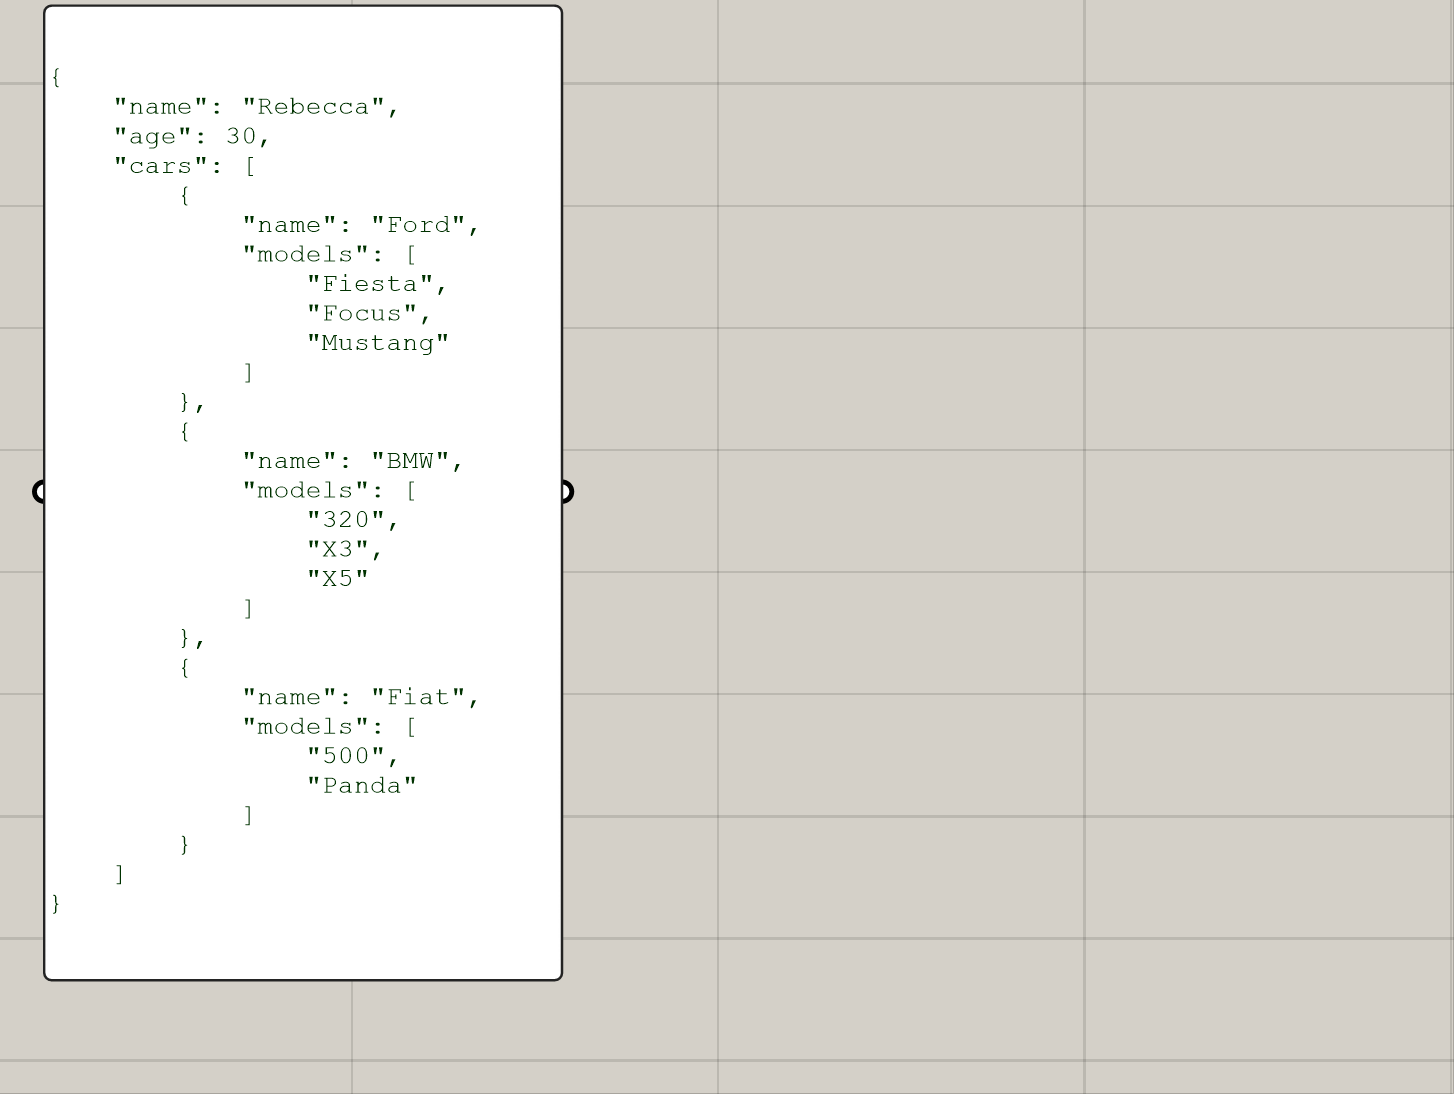 {
     "name": "Rebecca",
     "age": 30,
     "cars": [
          {
               "name": "Ford",
               "models": [
                    "Fiesta",
                    "Focus",
                    "Mustang"
               ]
          },
          {
               "name": "BMW",
               "models": [
                    "320",
                    "X3",
                    "X5"
               ]
          },
          {
               "name": "Fiat",
               "models": [
                    "500",
                    "Panda"
               ]
          }
     ]
}